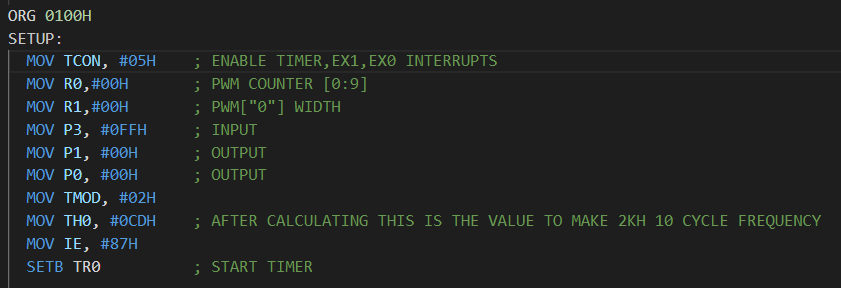 ORG 0100H
SETUP:
MOV TCON, #05H ; ENABLE TIMER,EX1,EX0 INTERRUPTS
MOV R0,#00H ; PWM COUNTER [0:9]
MOV R1,#00H ; PWM["0"] WIDTH
MOV P3, #0FFH ; INPUT
MOV P1, #00H ; OUTPUT
MOV P0, #00H ; OUTPUT
MOV TMOD, #02H
MOV TH0, #0CDH ; AFTER CALCULATING THIS IS THE VALUE TO MAKE 2KH 10 CYCLE FREQUENCY
MOV IE, #87H
SETB TR0 ; START TIMER